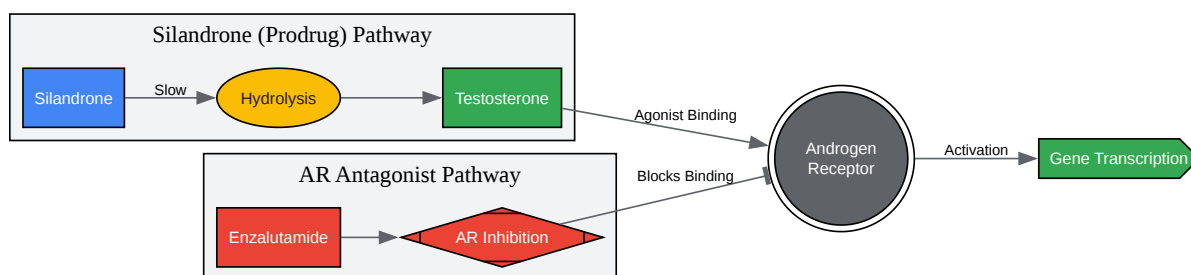 Silandrone (Prodrug) Pathway
Silandrone
Slow
Hydrolysis
Testosterone
Agonist Binding
AR Antagonist Pathway
Enzalutamide
AR Inhibition
Blocks Binding
Androgen
Receptor
Activation
Gene Transcription